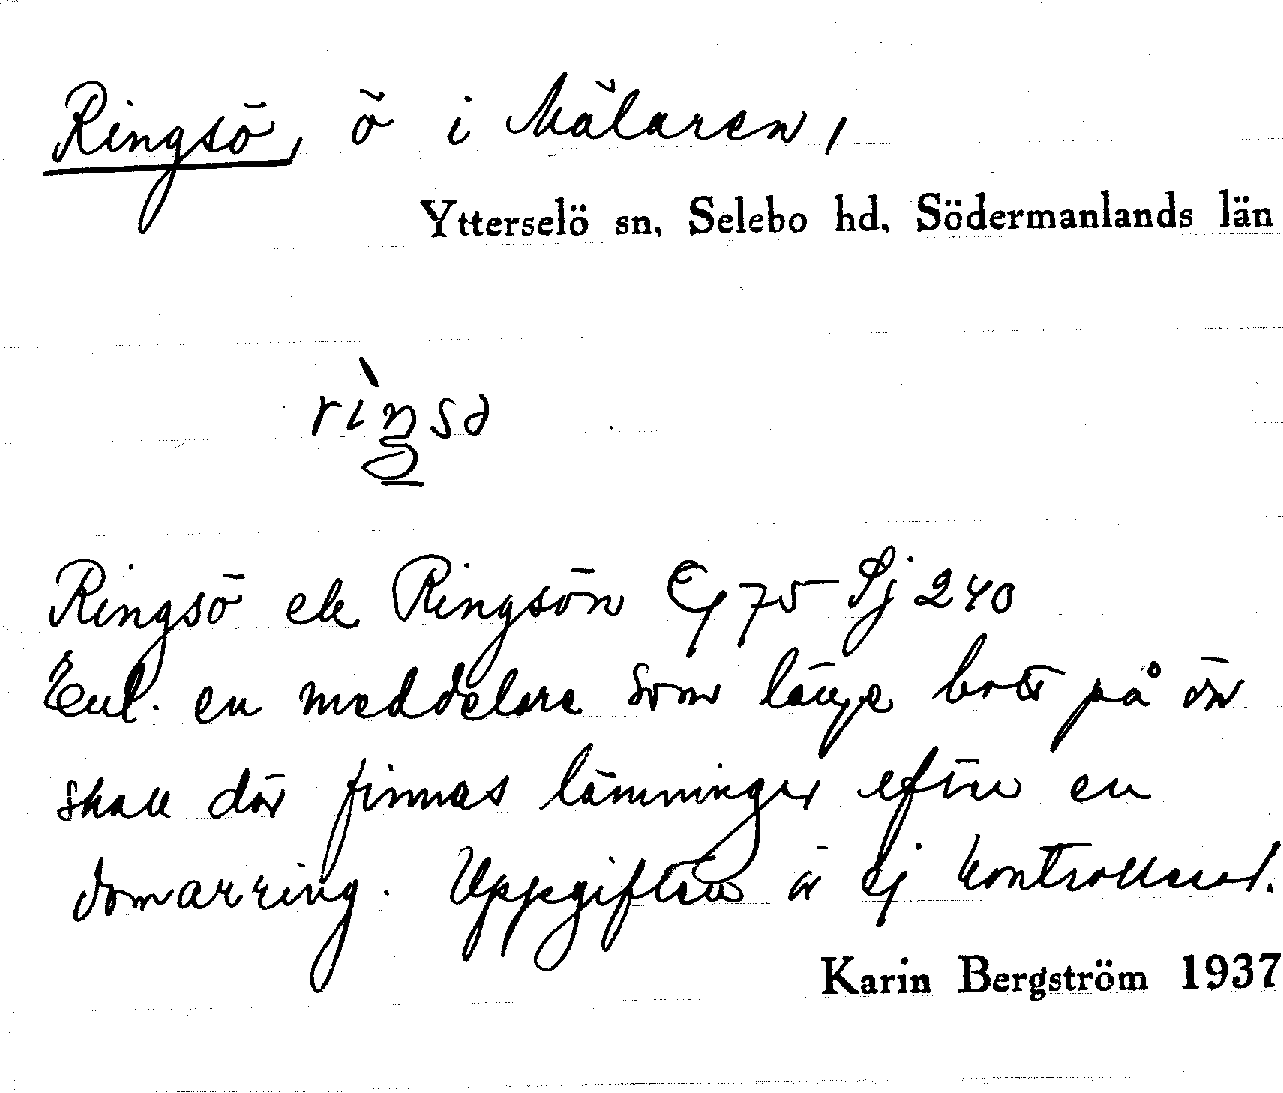 Ringsö, ö i Mälaren,
Ytterselö sn, Selebo hd, Södermanlands län
Ringsö el Ringsön Eg 75 Sj 240
Enl. en meddelare som länge bott på ön
skall där finnas lämningar efter en
domarring. Uppgiften är ej kontrollerad.
Karin Bergström 1937